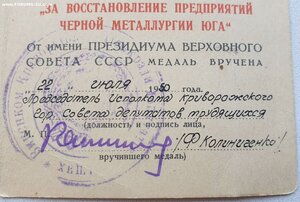 "ЗА ВОССТАНОВЛЕНИЕ ПРЕДПРИЯТИЙ
ЧЕРНОЙ МЕТАЛЛУРГИИ ЮГА"
От имени ПРЕЗИДИУМА ВЕРХОВНОГО
СОВЕТА СССР МЕДАЛЬ ВРУЧЕНА
"22" июля 1950 года.
Председатель исполкома криворожского
гор. совета депутатов трудящихся
(должность и подпись лица,
М. П.
вручившего медаль)